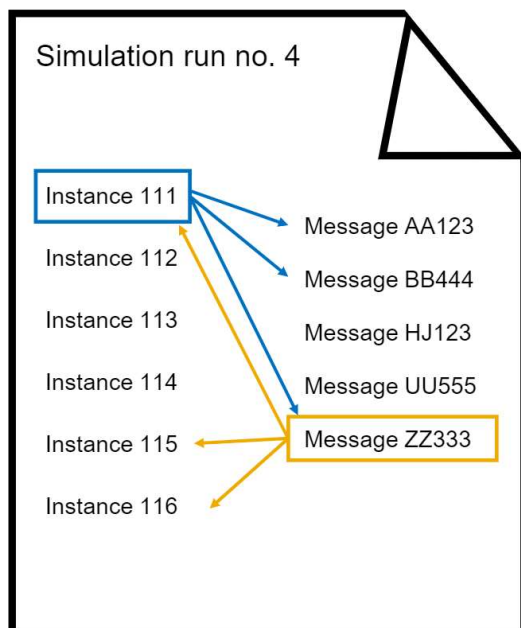 Simulation run no. 4
Instance 111
Instance 112
Instance 113
Instance 114
Instance 115
Instance 116
Message AA123
Message BB444
Message HJ123
Message UU555
Message ZZ333